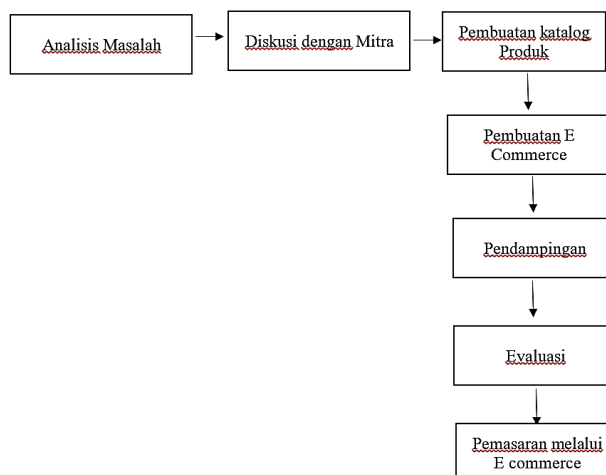 Analisis Masalah
Diskusi dengan Mitra
Pembuatan katalog
Produk
Pembuatan E
Commerce
Pendampingan
Evaluasi
Pemasaran melalui
E commerce